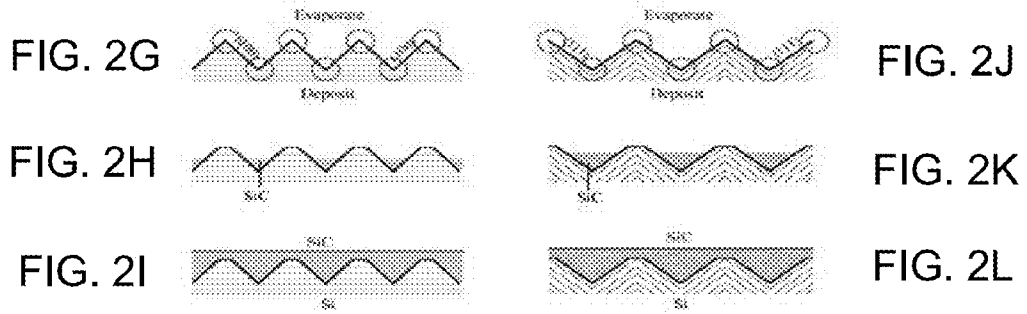 Evaporate
Evaporate
FIG. 2G
FIG. 2J
Deposit
Deposit
FIG. 2H
FIG. 2K
SiC
SiC
SiC
SiC
FIG. 2I
FIG. 2L
Si
Si